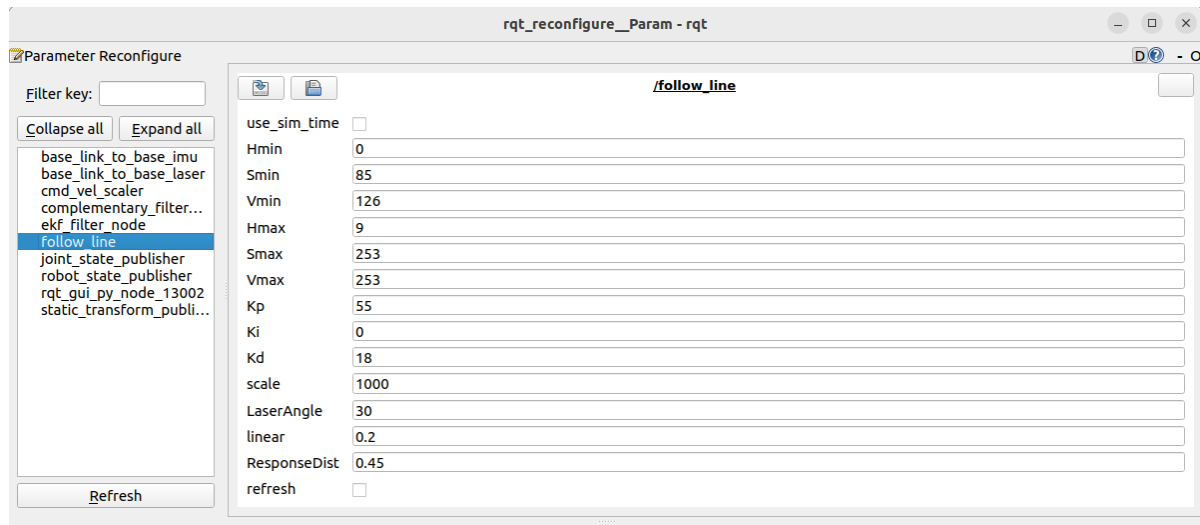 rqt_reconfigure__Param - rqt
Parameter Reconfigure
D - O
Filter key:
Collapse all Expand all
base_link_to_base_imu
base_link_to_base_laser
cmd_vel_scaler
complementary_filter...
ekf_filter_node
follow_line
joint_state_publisher
robot_state_publisher
rqt_gui_py_node_13002
static_transform_publi...
Refresh
/follow_line
use_sim_time
Hmin 0
Smin 85
Vmin 126
Hmax 9
Smax 253
Vmax 253
Kp 55
Ki 0
Kd 18
scale 1000
LaserAngle 30
linear 0.2
ResponseDist 0.45
refresh